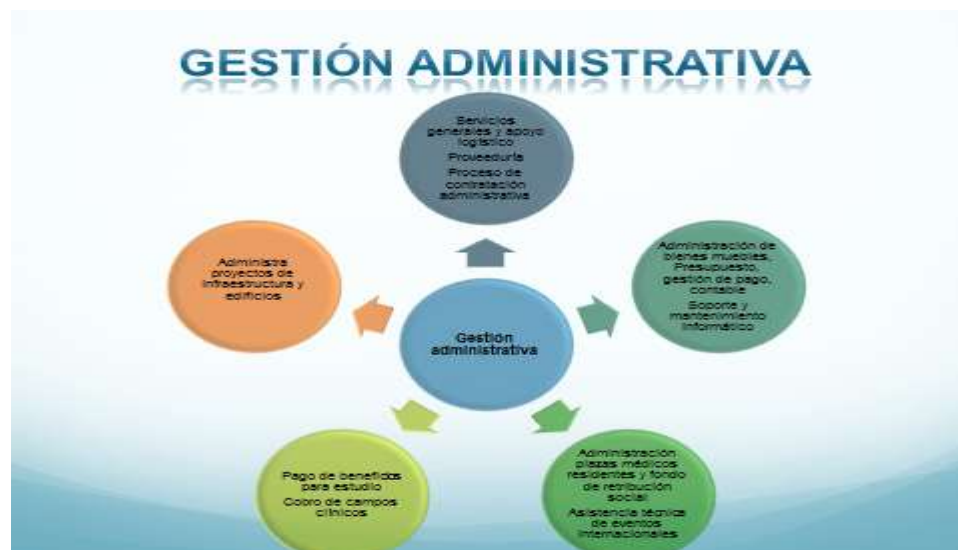 GESTIÓN ADMINISTRATIVA
Servicios
generales y apoyo
logístico
Proveeduría
Proceso de
contratación
administrativa
Administra
proyectos de
infraestructura y
edificios
Administración de
bienes muebles,
Presupuesto,
gestión de pago,
contable
Soporte y
mantenimiento
informático
Gestión
administrativa
Pago de beneficios
para estudio
Cobro de campos
clínicos
Administración
plazas médicos
residentes y fondo
de retribución
social
Asistencia técnica
de eventos
internacionales